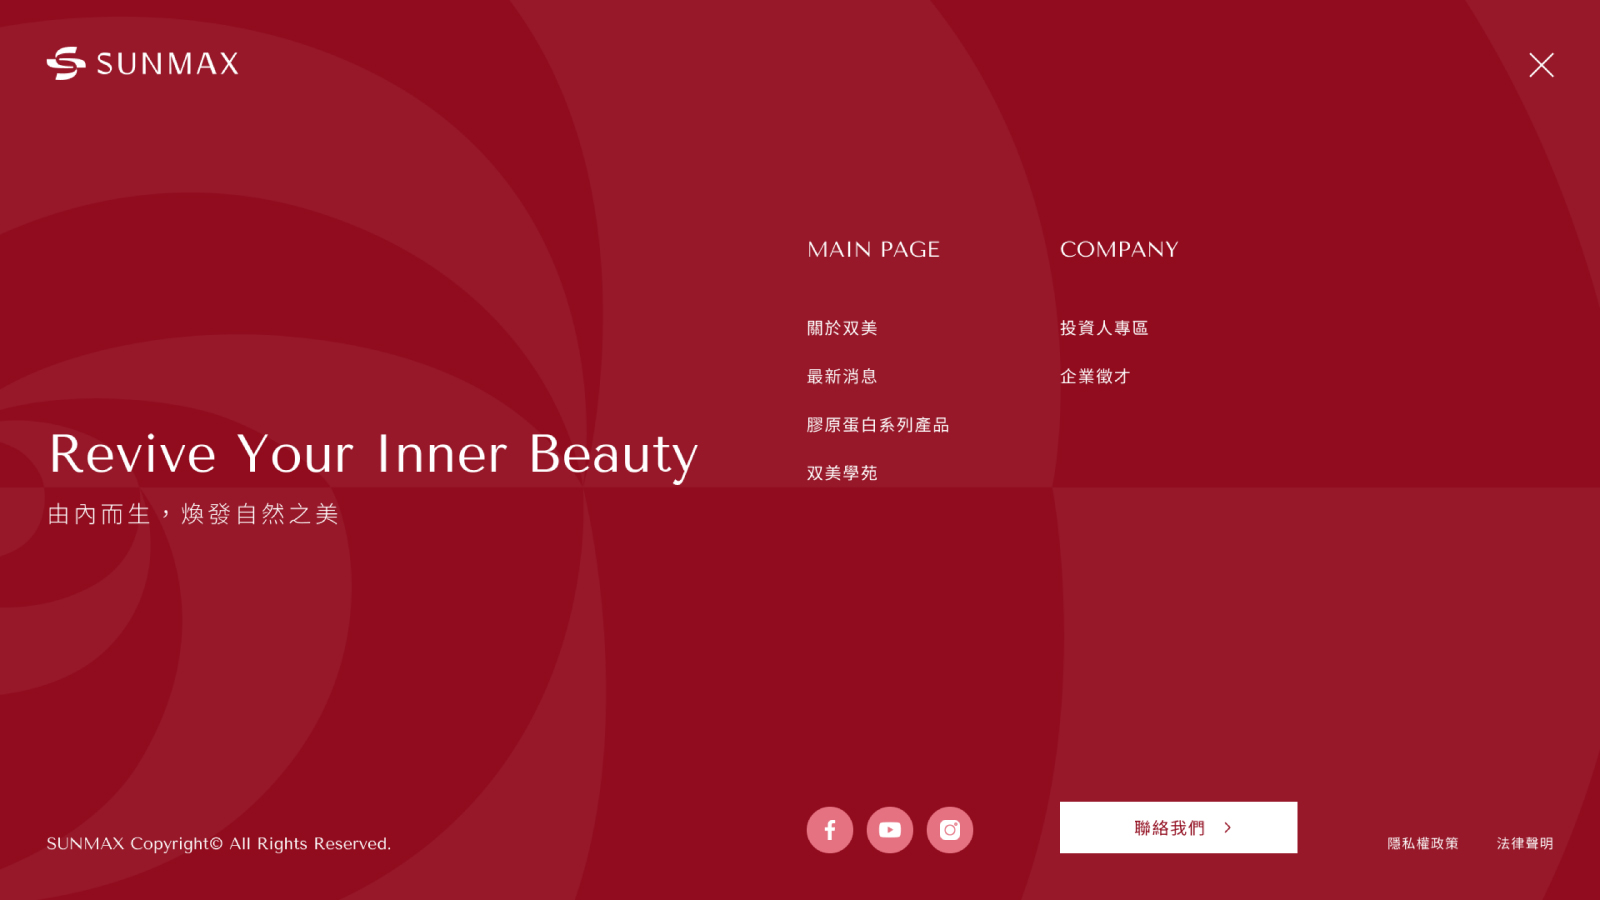 SUNMAX
MAIN PAGE
關於双美
最新消息
膠原蛋白系列產品
双美學苑
COMPANY
投資人專區
企業徵才
Revive Your Inner Beauty
由內而生，煥發自然之美
SUNMAX Copyright© All Rights Reserved.
聯絡我們
隱私權政策
法律聲明